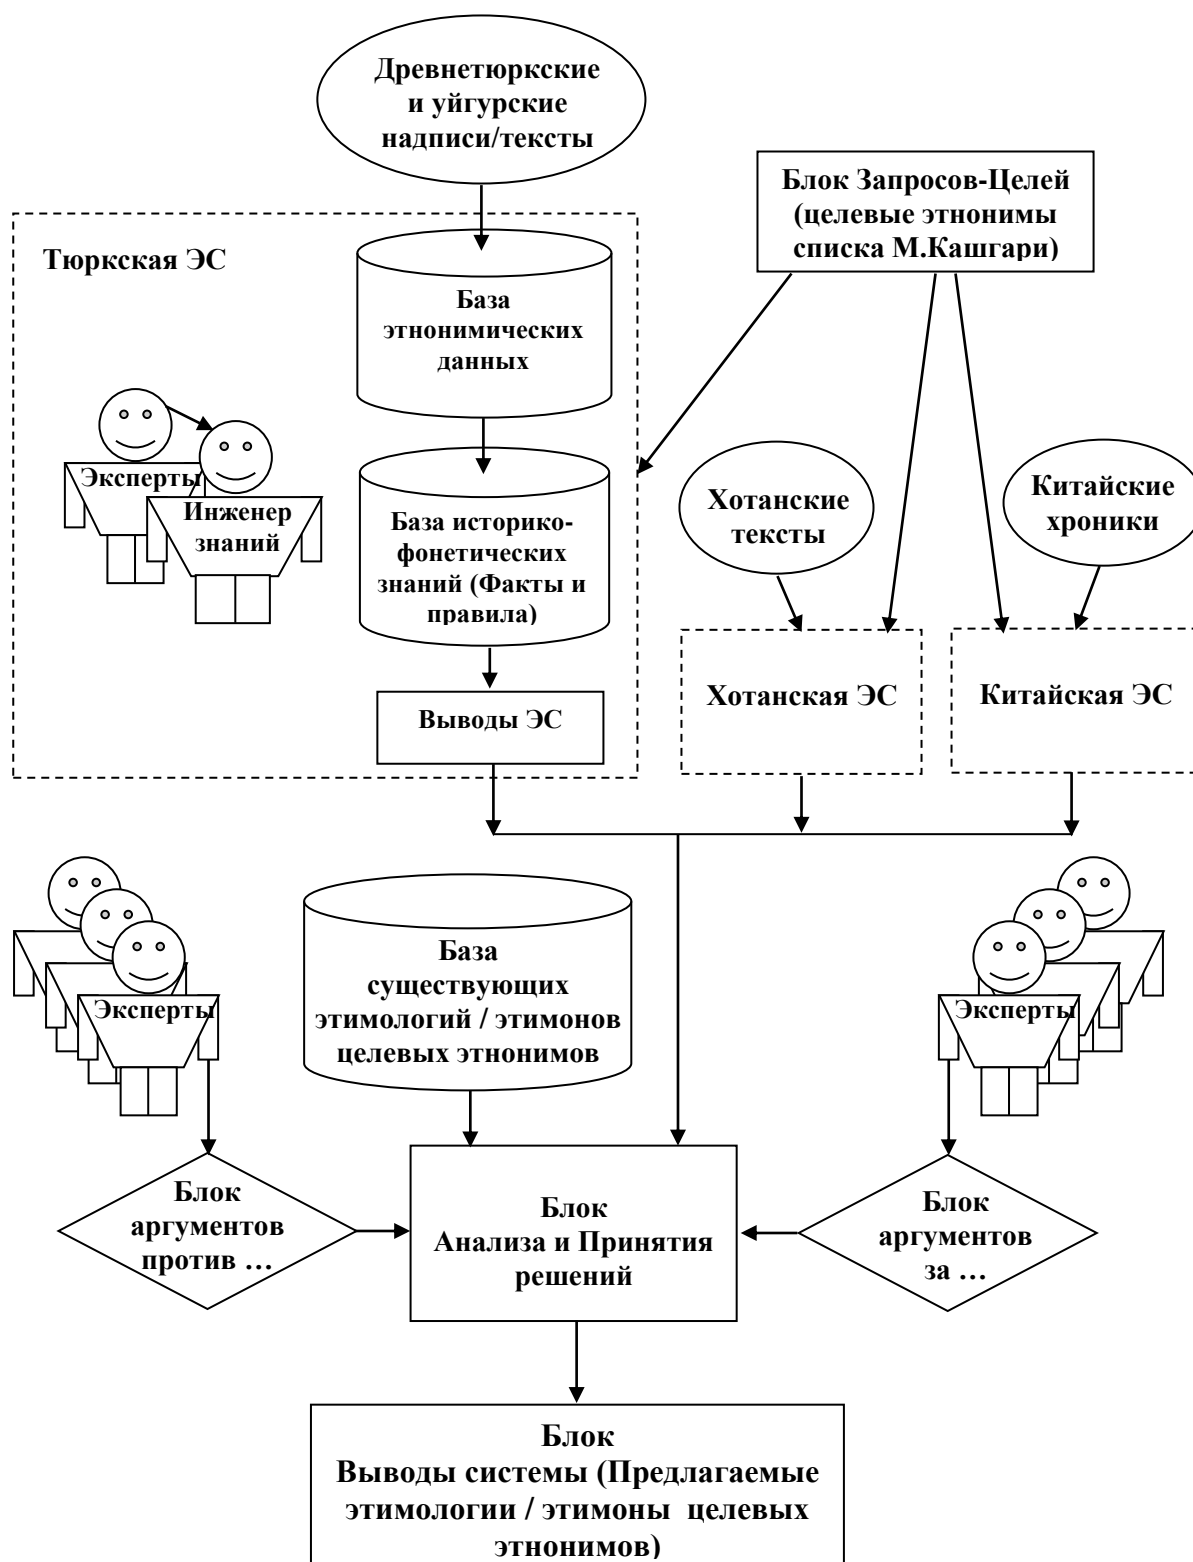 Древнетюркские
и уйгурские
надписи/тексты
Блок Запросов-Целей
(целевые этнонимы
списка М.Кашгари)
Тюркская ЭС
База
этнонимических
данных
Эксперты
Инженер
знаний
База историко-
фонетических
знаний (Факты и
правила)
Хотанские
тексты
Китайские
хроники
Выводы ЭС
Хотанская ЭС
Китайская ЭС
Эксперты
База
существующих
этимологий / этимонов
целевых этнонимов
Эксперты
Блок
аргументов
против …
Блок
Анализа и Принятия
решений
Блок
аргументов
за …
Блок
Выводы системы (Предлагаемые
этимологии / этимоны целевых
этнонимов)